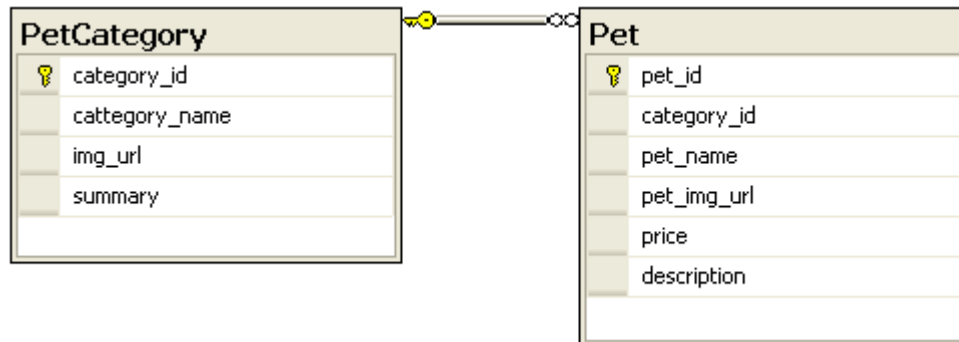 PetCategory
category_id
cattegory_name
img_url
summary
Pet
pet_id
category_id
pet_name
pet_img_url
price
description